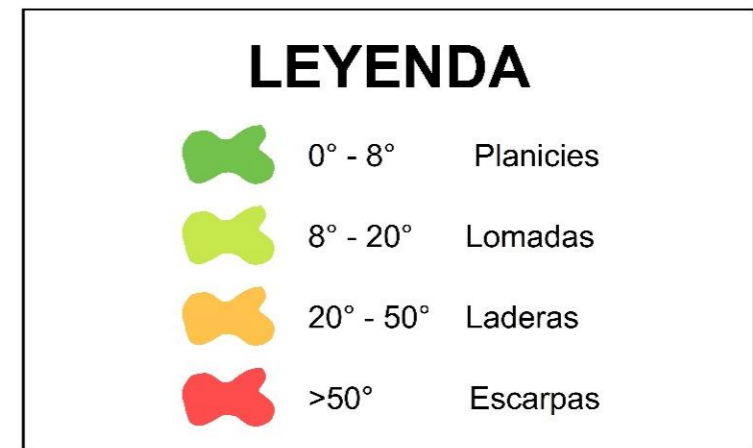 LEYENDA
0° - 8° Planicies
8° - 20° Lomadas
20° - 50° Laderas
>50° Escarpas